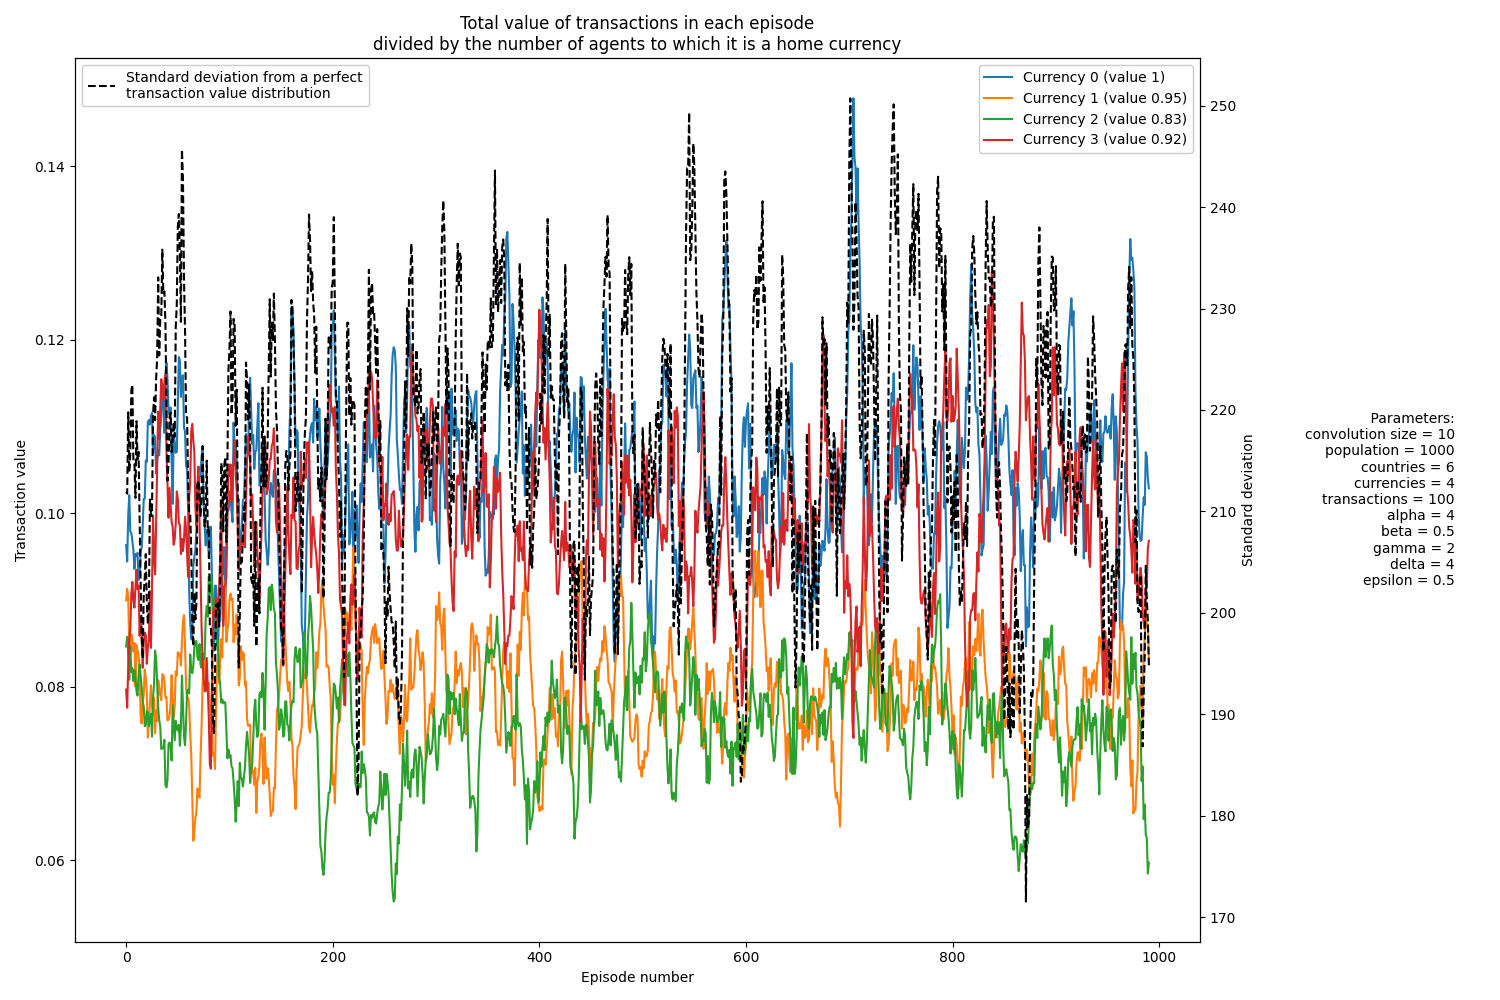 Total value of transactions in each episode
divided by the number of agents to which it is a home currency
Standard deviation from a perfect
transaction value distribution
Currency 0 (value 1)
Currency 1 (value 0.95)
Currency 2 (value 0.83)
Currency 3 (value 0.92)
0.14
0.12
0.10
0.08
0.06
Transaction value
0
200
400
600
800
1000
Episode number
250
240
230
220
210
200
190
180
170
Standard deviation
Parameters:
convolution size = 10
population = 1000
countries = 6
currencies = 4
transactions = 100
alpha = 4
beta = 0.5
gamma = 2
delta = 4
epsilon = 0.5